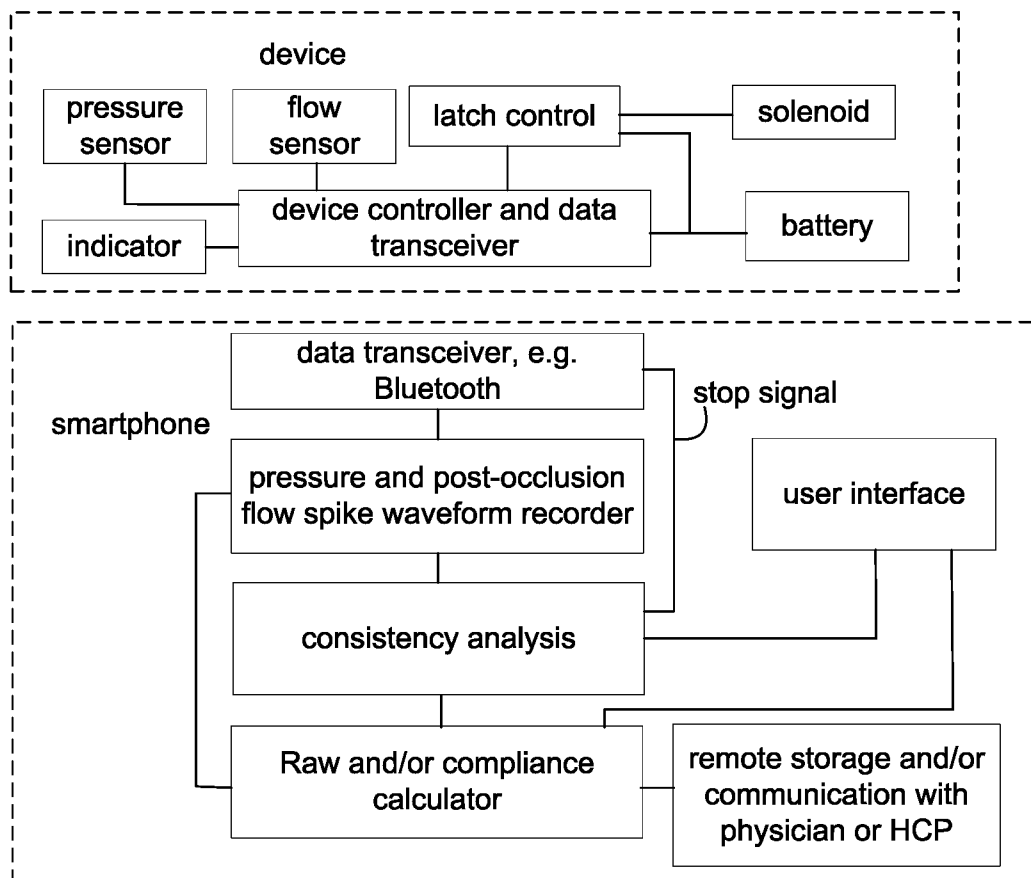 device
pressure
sensor
flow
sensor
latch control
solenoid
device controller and data
transceiver
indicator
battery
data transceiver, e.g.
Bluetooth
stop signal
smartphone
pressure and post-occlusion
flow spike waveform recorder
user interface
consistency analysis
Raw and/or compliance
calculator
remote storage and/or
communication with
physician or HCP